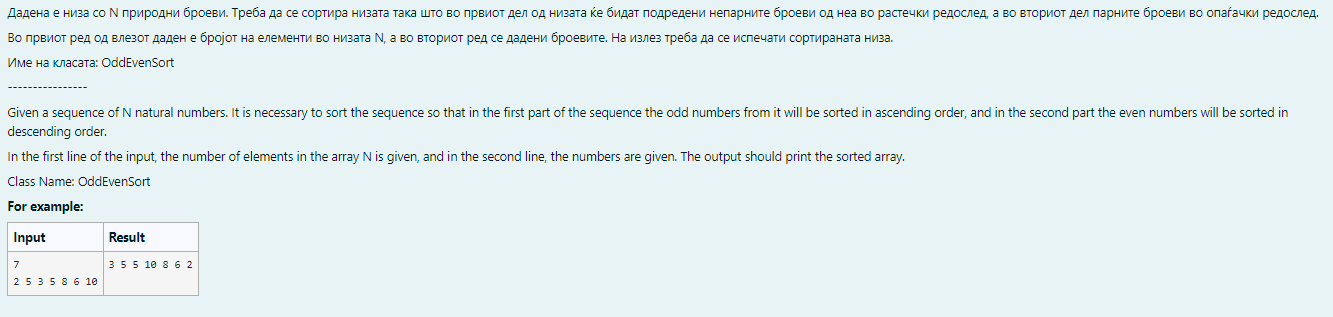 Дадена е низа со N природни броеви. Треба да се сортира низата така што во првиот дел од низата ќе бидат подредени непарните броеви од неа во растечки редослед, а во вториот дел парните броеви во опаѓачки редослед.
Во првиот ред од влезот даден е бројот на елементи во низата N, а во вториот ред се дадени броевите. На излез треба да се испечати сортираната низа.
Име на класата: OddEvenSort
----------------
Given a sequence of N natural numbers. It is necessary to sort the sequence so that in the first part of the sequence the odd numbers from it will be sorted in ascending order, and in the second part the even numbers will be sorted in
descending order.
In the first line of the input, the number of elements in the array N is given, and in the second line, the numbers are given. The output should print the sorted array.
Class Name: OddEvenSort
For example:
Input Result
7 3 5 5 10 8 6 2
2 5 3 5 8 6 10